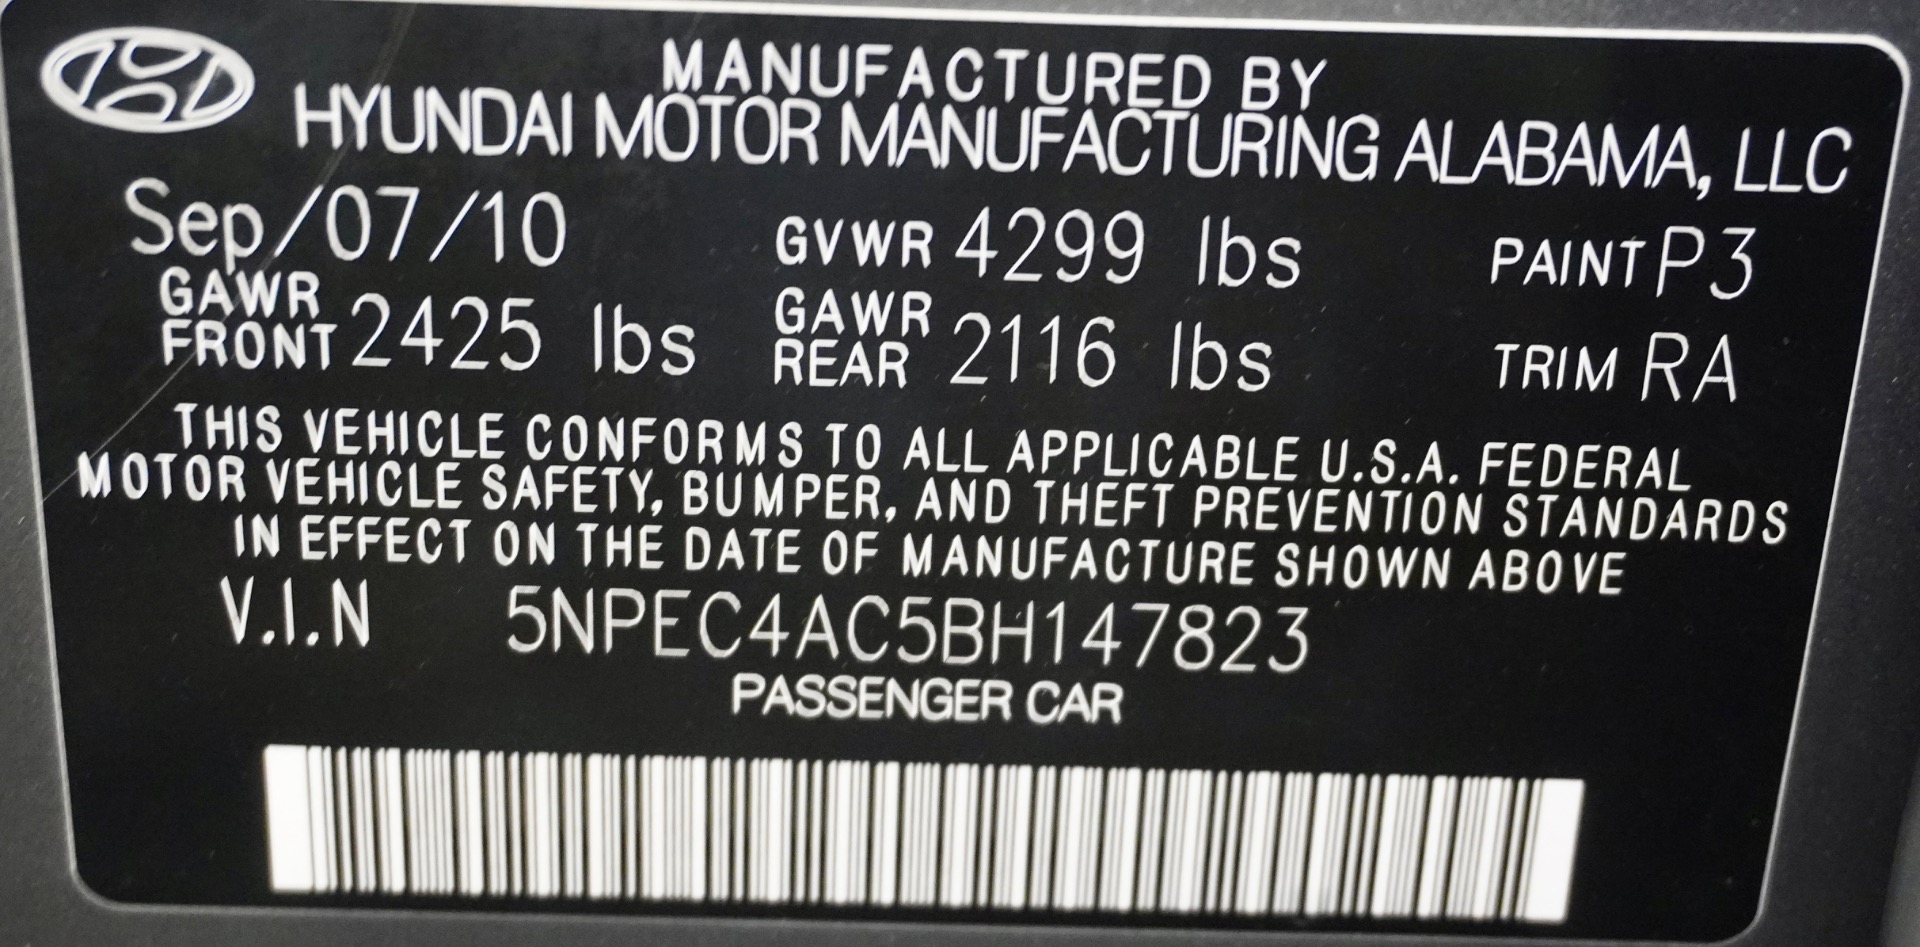 MANUFACTURED BY
HYUNDAI MOTOR MANUFACTURING ALABAMA, LLC
Sep/07/10 GVWR 4299 lbs PAINT P3
GAWR FRONT 2425 lbs GAWR REAR 2116 lbs TRIM RA
THIS VEHICLE CONFORMS TO ALL APPLICABLE U.S.A. FEDERAL
MOTOR VEHICLE SAFETY, BUMPER, AND THEFT PREVENTION STANDARDS
IN EFFECT ON THE DATE OF MANUFACTURE SHOWN ABOVE
V.I.N 5NPEC4AC5BH147823
PASSENGER CAR